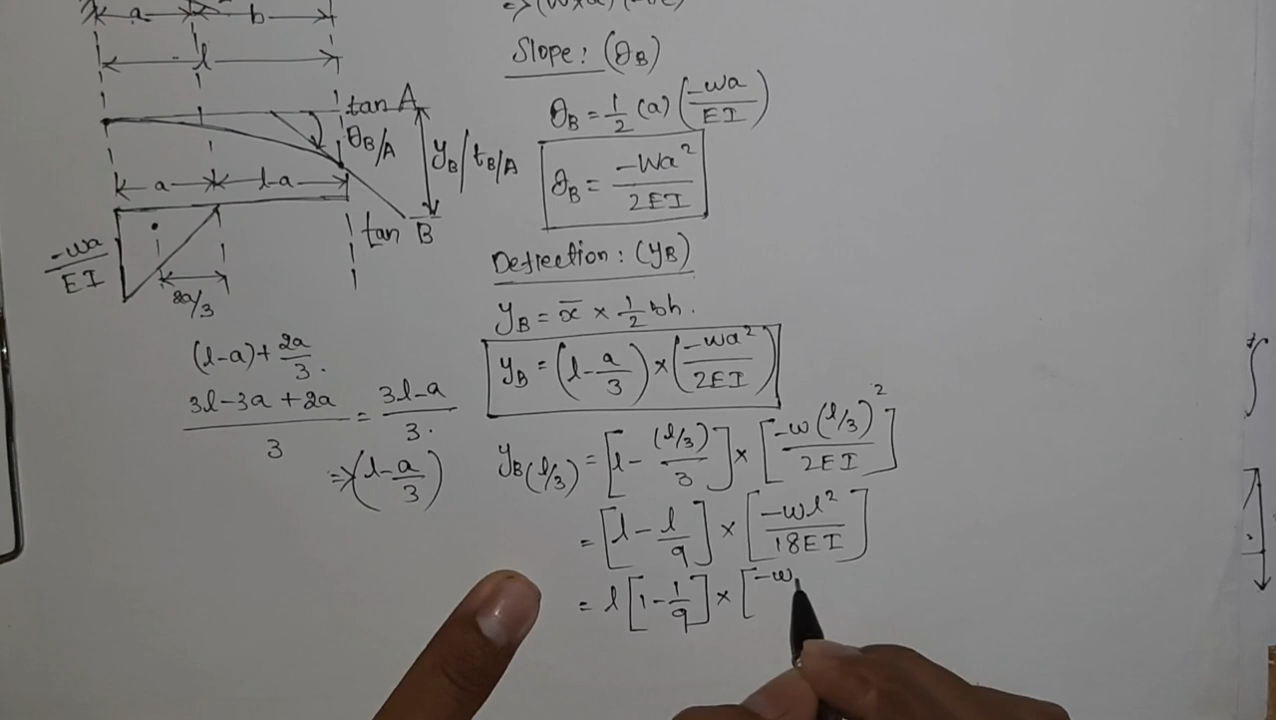 a b
=> (W×a)
l
Slope: (θB)
tan A
θB = 1/2 (a) (-wa/EI)
θB/A
yB/tB/A
a l-a
θB = -Wa²/2EI
tan B
-wa/EI
Deflection: (yB)
2a/3
yB = x̄ × 1/2 bh.
(l-a) + 2a/3.
yB = (l - a/3) × (-wa²/2EI)
3l-3a+2a/3 = 3l-a/3.
=> (l - a/3)
yB(l/3) = [l - (l/3)/3] × [-w(l/3)²/2EI]
= [l - l/9] × [-wl²/18EI]
= l[1 - 1/9] × [-w